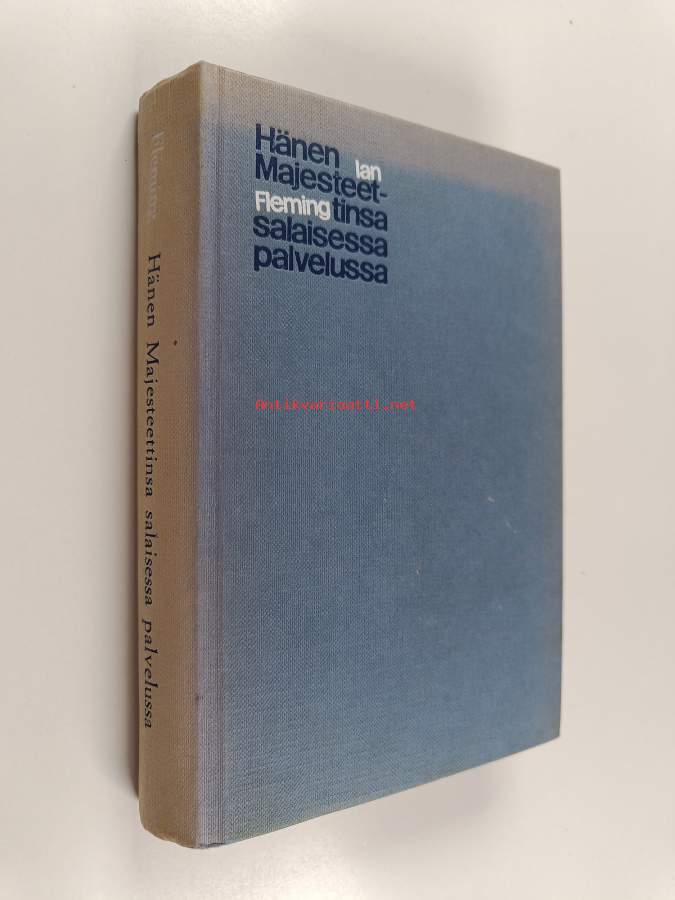 Hänen Ian
Majesteet-
Fleming tinsa
salaisessa
palvelussa
Antikvariaatti.net
Fleming Hänen Majesteettinsa salaisessa palvelussa